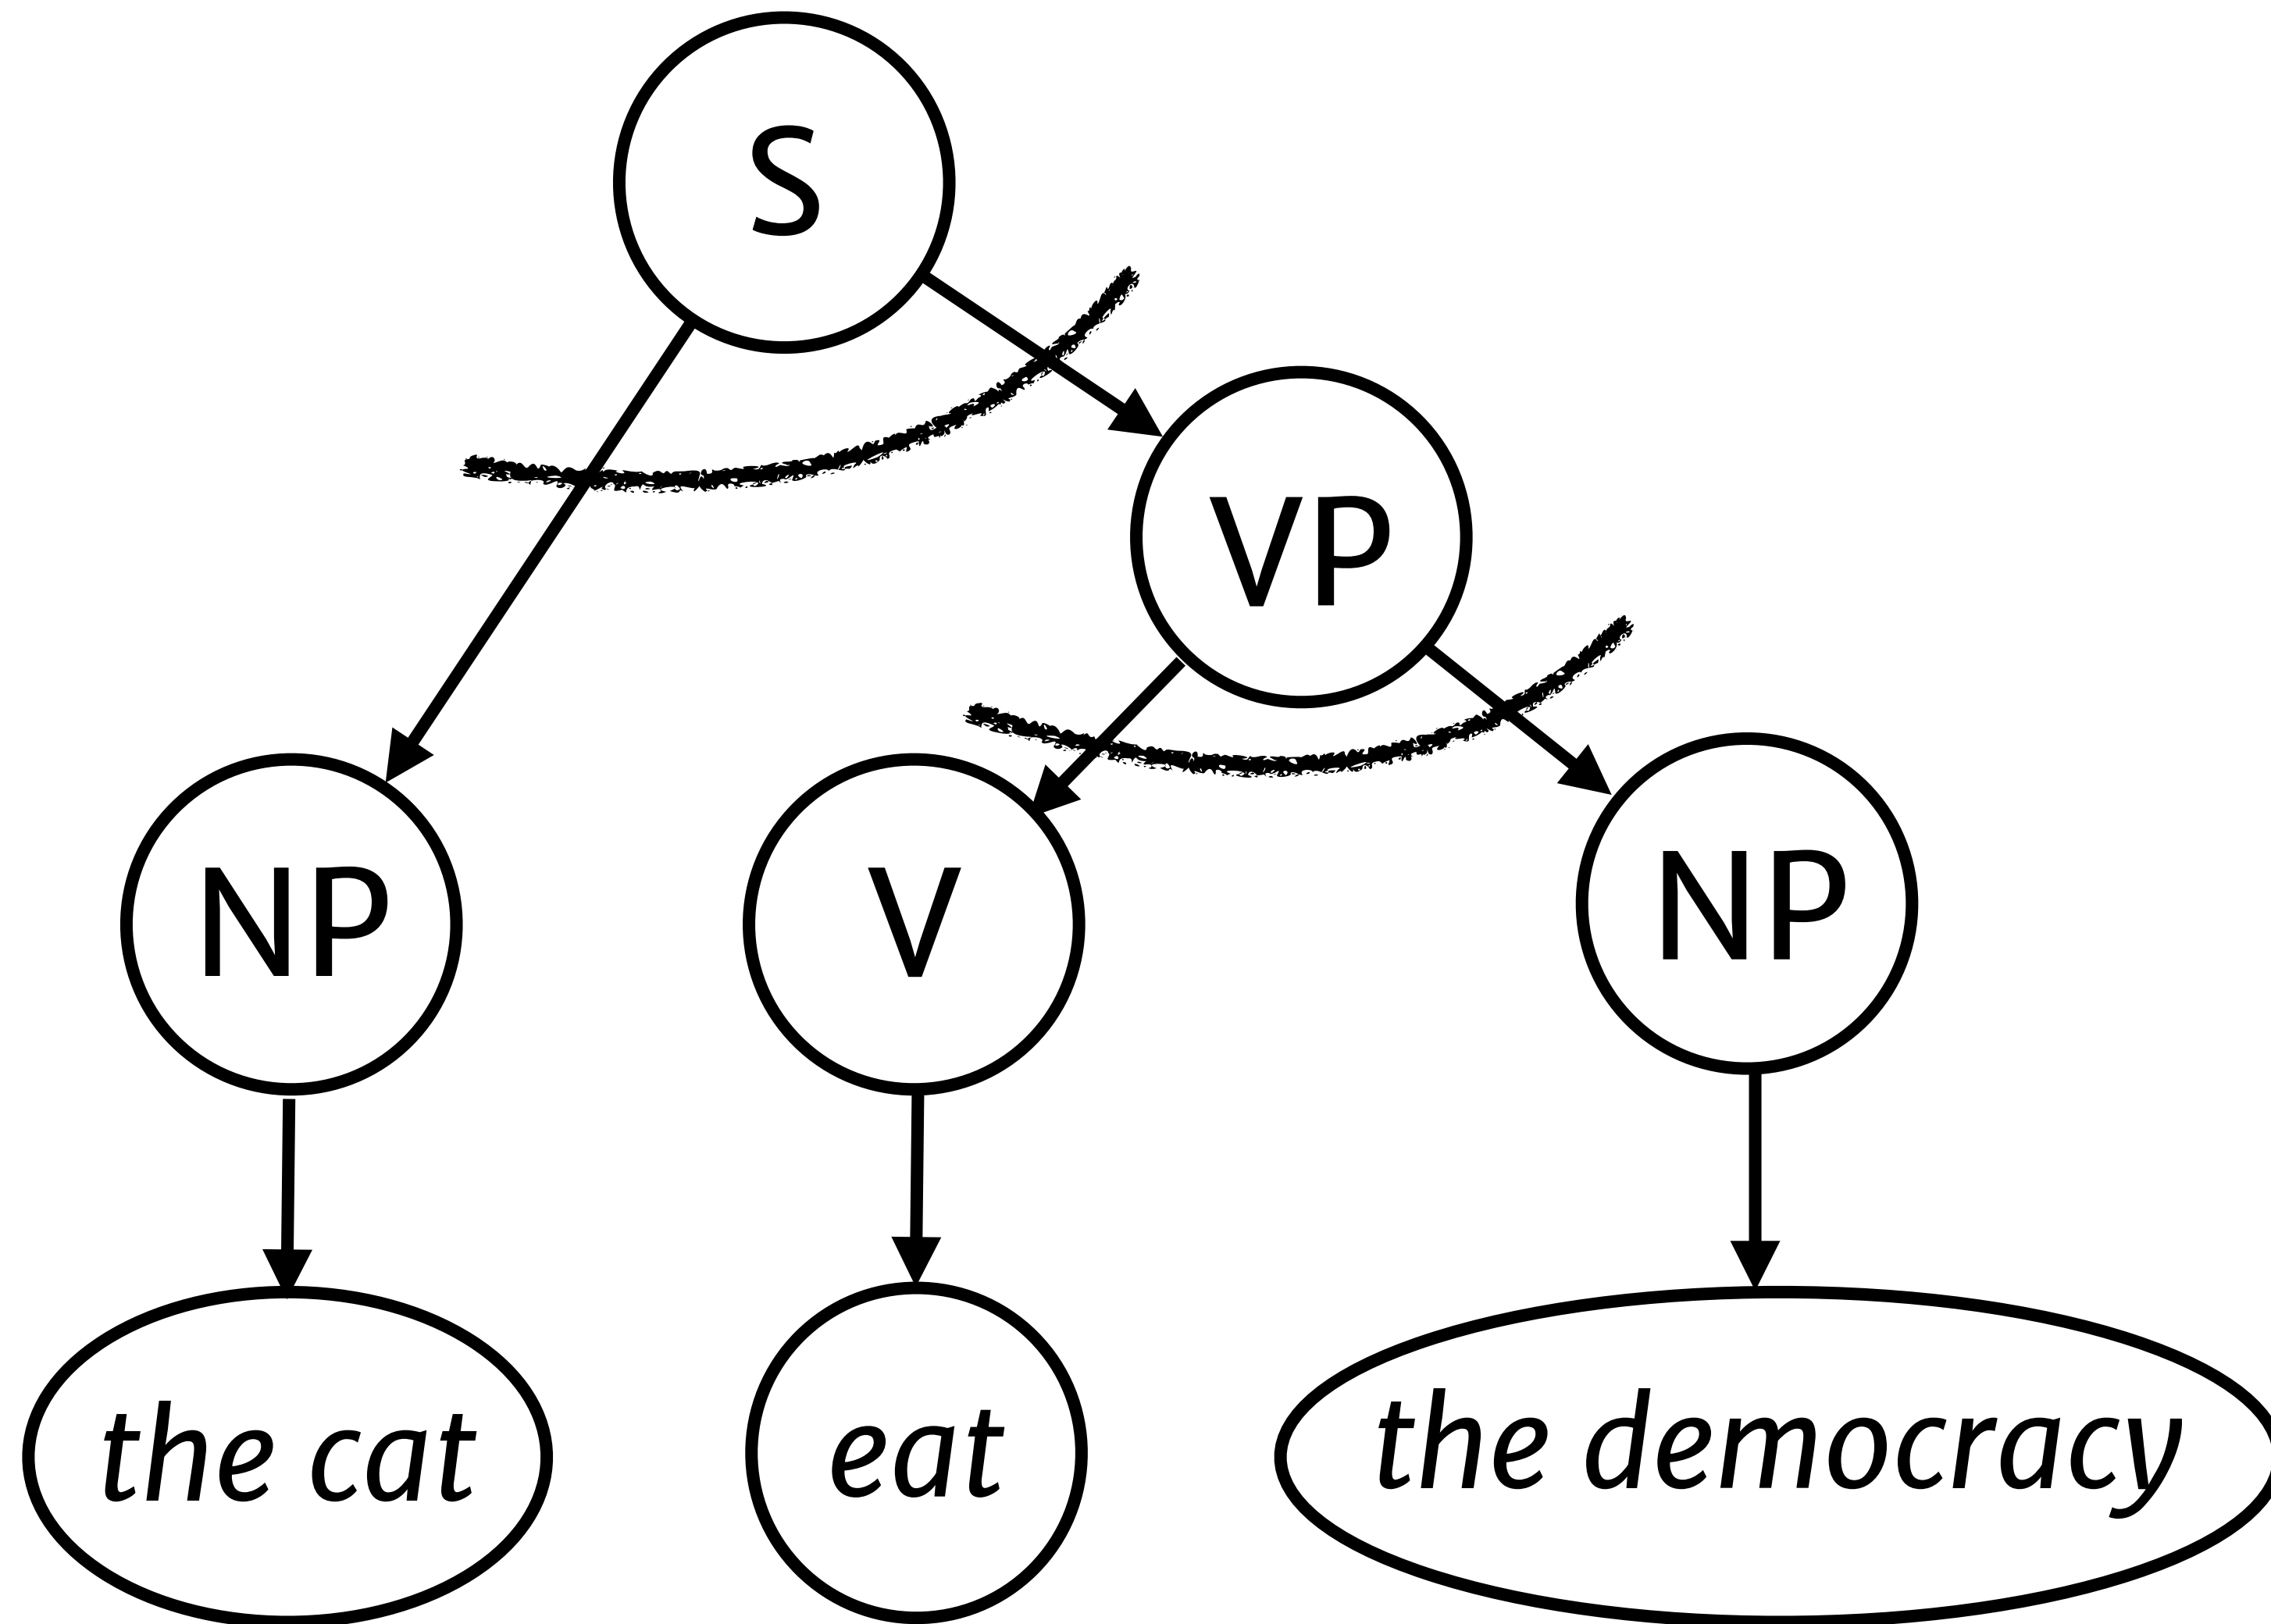 S
VP
NP
V
NP
the cat
eat
the democracy